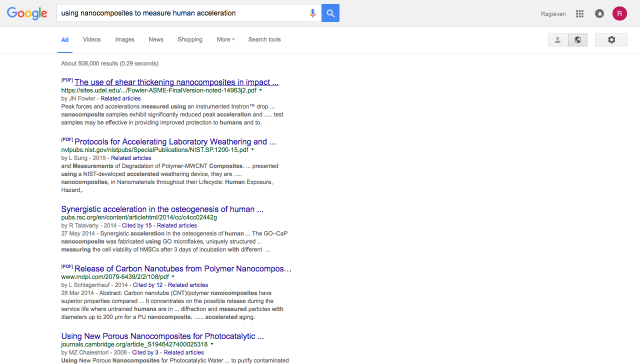 Google
using nanocomposites to measure human acceleration
Ragiavan
R
All Videos Images News Shopping More Search tools
About 508,000 results (0.29 seconds)
[PDF] The use of shear thickening nanocomposites in impact ...
https://sites.udel.edu/.../Fowler-ASME-FinalVersion-noted-14963j2.pdf
by JN Fowler - Related articles
Peak forces and accelerations measured using an instrumented Instron™ drop ...
nanocomposite samples exhibit significantly reduced peak acceleration and ..... test
samples may be effective in providing improved protection to humans and to.
[PDF] Protocols for Accelerating Laboratory Weathering and ...
nvlpubs.nist.gov/nistpubs/SpecialPublications/NIST.SP.1200-15.pdf
by L Sung - 2015 - Related articles
and Measurements of Degradation of Polymer-MWCNT Composites. ... presented
using a NIST-developed accelerated weathering device, they are .....
nanocomposites, in Nanomaterials throughout their Lifecycle: Human Exposure,
Hazard,.
Synergistic acceleration in the osteogenesis of human ...
pubs.rsc.org/en/content/articlehtml/2014/cc/c4cc02442g
by R Tatavarty - 2014 - Cited by 15 - Related articles
27 May 2014 - Synergistic acceleration in the osteogenesis of human ... The GO–CaP
nanocomposite was fabricated using GO microflakes, uniquely structured ...
measuring the cell viability of hMSCs after 3 days of incubation with different ...
[PDF] Release of Carbon Nanotubes from Polymer Nanocompos...
www.mdpi.com/2079-6439/2/2/108/pdf
by L Schlagenhauf - 2014 - Cited by 12 - Related articles
28 Mar 2014 - Abstract: Carbon nanotube (CNT)/polymer nanocomposites have
superior properties compared ... It concentrates on the possible release during the
service life where untrained humans are in ... diffraction and measured particles with
diameters up to 200 µm for a PU nanocomposite. ...... accelerated aging.
Using New Porous Nanocomposites for Photocatalytic ...
journals.cambridge.org/article_S1946427400025318
by MZ Chaleshtori - 2008 - Cited by 3 - Related articles
Using New Porous Nanocomposites for Photocatalytic Water ... to purify contaminated